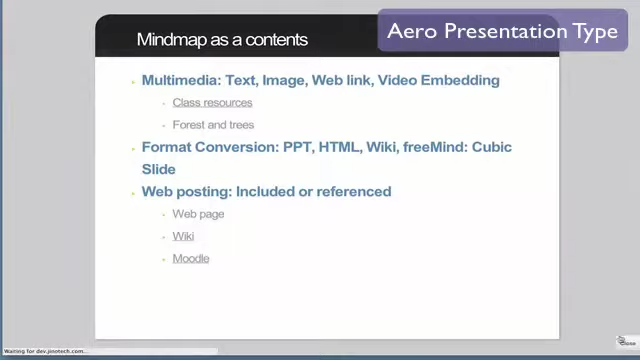 Aero Presentation Type
Mindmap as a contents
Multimedia: Text, Image, Web link, Video Embedding
Class resources
Forest and trees
Format Conversion: PPT, HTML, Wiki, freeMind: Cubic
Slide
Web posting: Included or referenced
Web page
Wiki
Moodle
Close
Waiting for dev.jinotech.com...